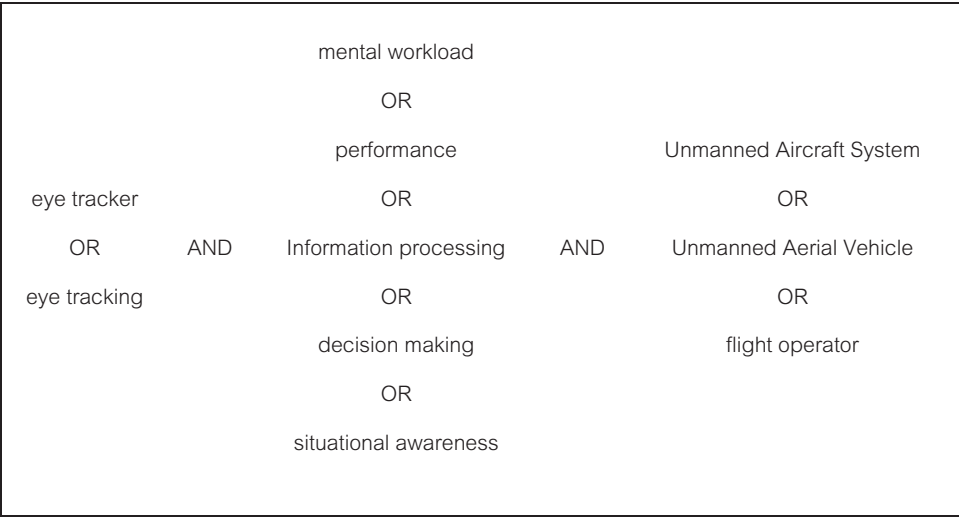 mental workload
OR
performance Unmanned Aircraft System
eye tracker OR OR
OR AND Information processing AND Unmanned Aerial Vehicle
eye tracking OR OR
decision making flight operator
OR
situational awareness